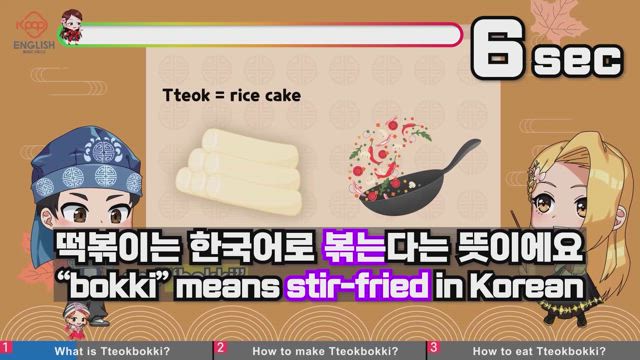 Kpop
ENGLISH
6 sec
Tteok = rice cake
떡볶이는 한국어로 볶는다는 뜻이에요
"bokki" means stir-fried in Korean
1 What is Tteokbokki?
2 How to make Tteokbokki?
3 How to eat Tteokbokki?